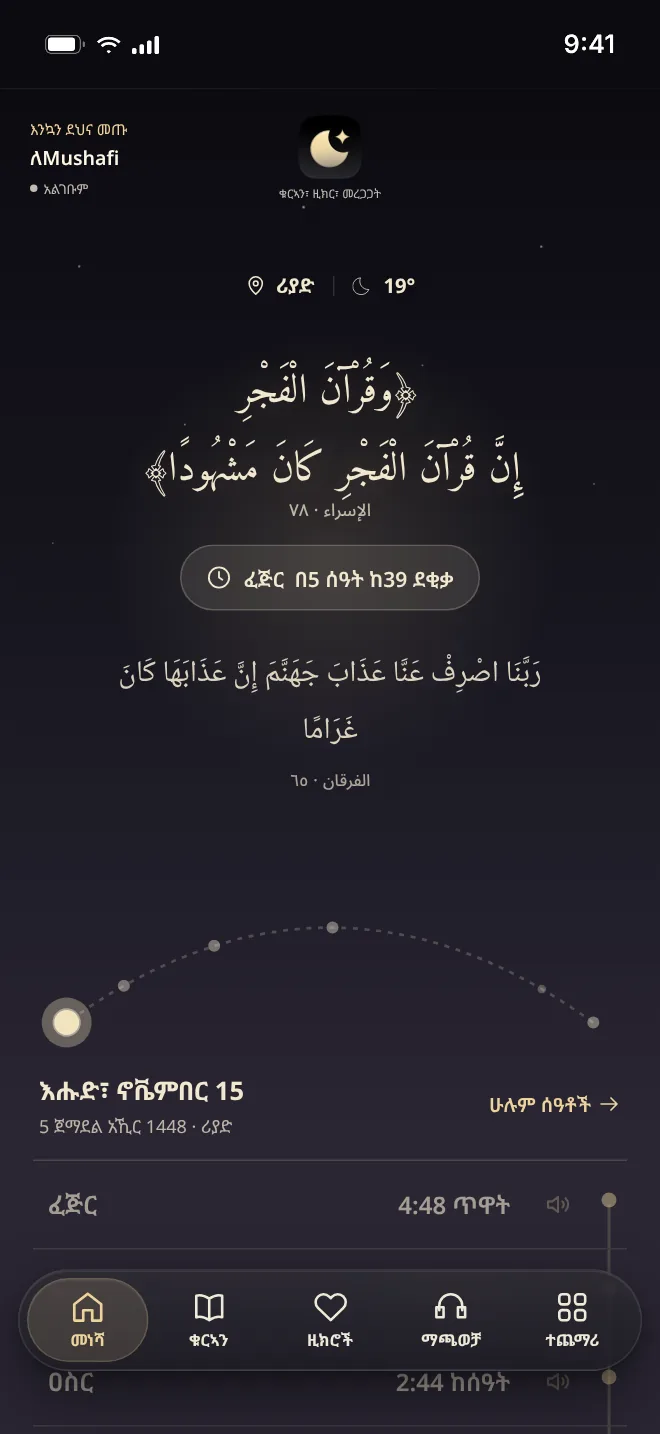 9:41
እንኳን ደህና መጡ
ለMushafi
አልገቡም
ቁርኣን፣ ዚክር፣ መረጋጋት
ሪያድ
19°
﴿وَقُرْآنَ الْفَجْرِ
إِنَّ قُرْآنَ الْفَجْرِ كَانَ مَشْهُودًا﴾
الإسراء · ٧٨
ፈጅር በ5 ሰዓት ከ39 ደቂቃ
رَبَّنَا اصْرِفْ عَنَّا عَذَابَ جَهَنَّمَ إِنَّ عَذَابَهَا كَانَ
غَرَامًا
الفرقان · ٦٥
እሑድ፣ ኖቬምበር 15
5 ጀማደል አኺር 1448 · ሪያድ
ሁሉም ሰዓቶች →
ፈጅር 4:48 ጥዋት
ዐስር 2:44 ከሰዓት
መነሻ
ቁርኣን
ዚክሮች
ማጫወቻ
ተጨማሪ